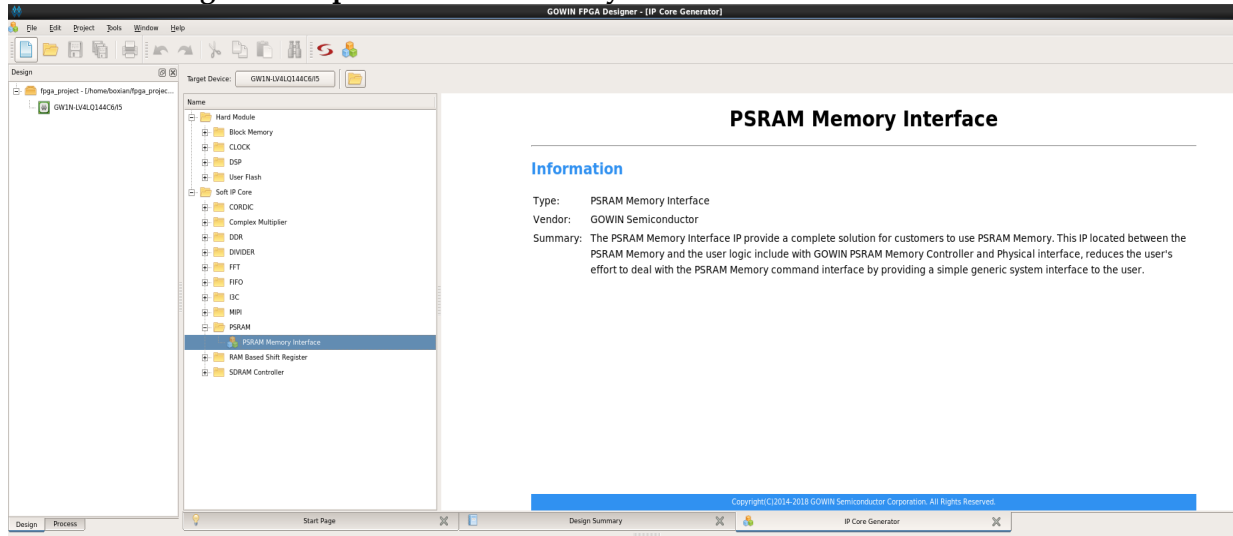 GOWIN FPGA Designer - [IP Core Generator]
File Edit Project Tools Window Help
Design
Target Device: GW1N-LV4LQ144C6/I5
fpga_project - [/home/boxian/fpga_projec...
GW1N-LV4LQ144C6/I5
Name
Hard Module
Block Memory
CLOCK
DSP
User Flash
Soft IP Core
CORDIC
Complex Multiplier
DDR
DIVIDER
FFT
FIFO
I3C
MIPI
PSRAM
PSRAM Memory Interface
RAM Based Shift Register
SDRAM Controller
PSRAM Memory Interface
Information
Type: PSRAM Memory Interface
Vendor: GOWIN Semiconductor
Summary: The PSRAM Memory Interface IP provide a complete solution for customers to use PSRAM Memory. This IP located between the
PSRAM Memory and the user logic include with GOWIN PSRAM Memory Controller and Physical interface, reduces the user's
effort to deal with the PSRAM Memory command interface by providing a simple generic system interface to the user.
Copyright(C)2014-2018 GOWIN Semiconductor Corporation. All Rights Reserved.
Design Process
Start Page
Design Summary
IP Core Generator